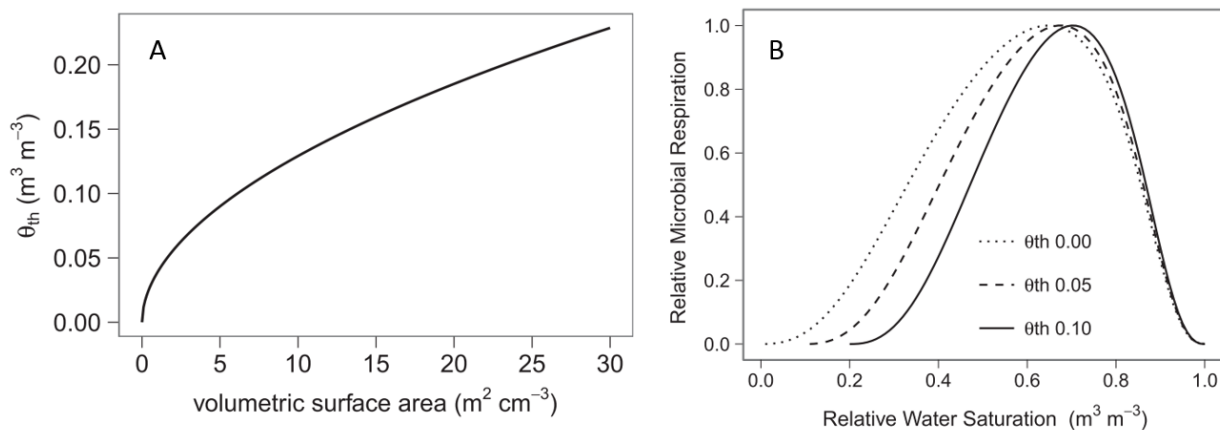 A
θth (m³ m⁻³)
0.20
0.15
0.10
0.05
0.00
0 5 10 15 20 25 30
volumetric surface area (m² cm⁻³)
B
Relative Microbial Respiration
1.0
0.8
0.6
0.4
0.2
0.0
θth 0.00
θth 0.05
θth 0.10
0.0 0.2 0.4 0.6 0.8 1.0
Relative Water Saturation (m³ m⁻³)